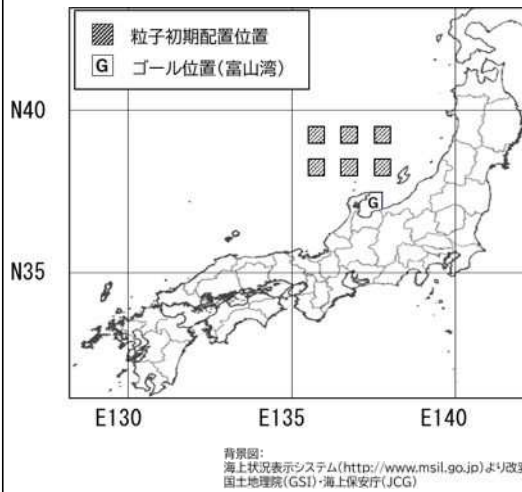 粒子初期配置位置
G ゴール位置(富山湾)
N40
G
N35
E130 E135 E140
背景図:
海上状況表示システム(http://www.msil.go.jp)より改変
国土地理院(GSI)・海上保安庁(JCG)